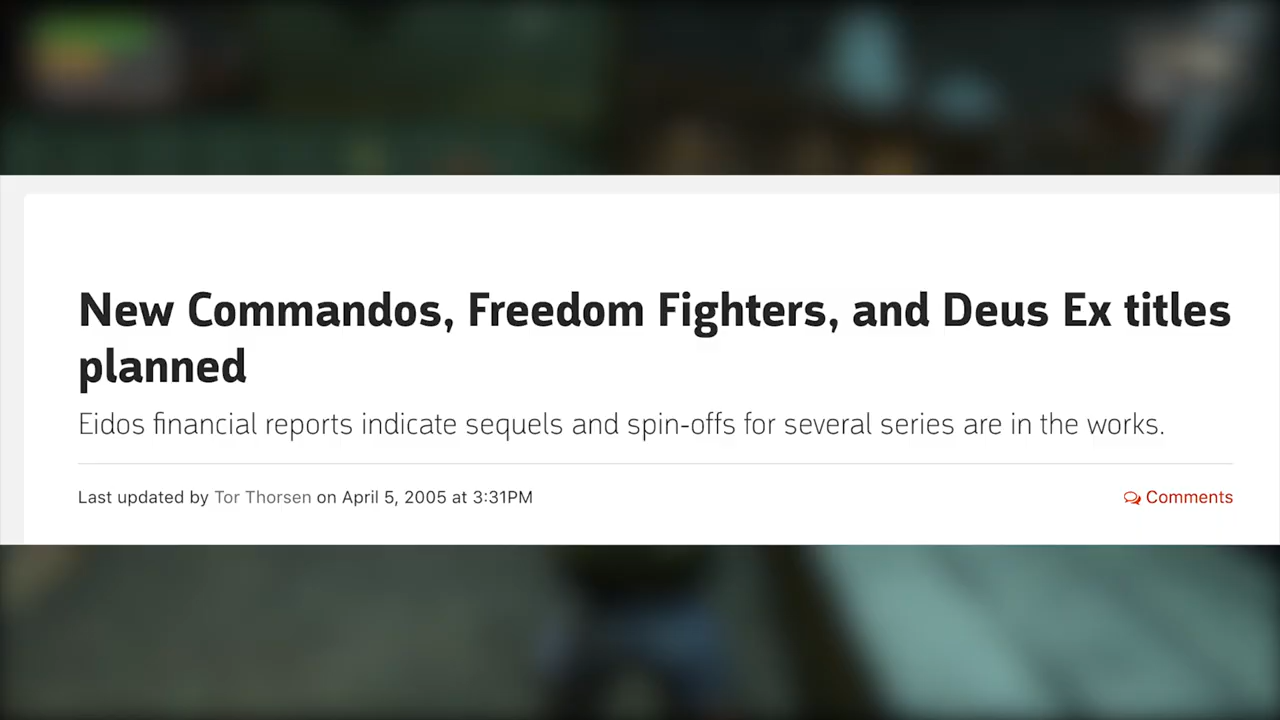 New Commandos, Freedom Fighters, and Deus Ex titles
planned
Eidos financial reports indicate sequels and spin-offs for several series are in the works.
Last updated by Tor Thorsen on April 5, 2005 at 3:31PM
Comments